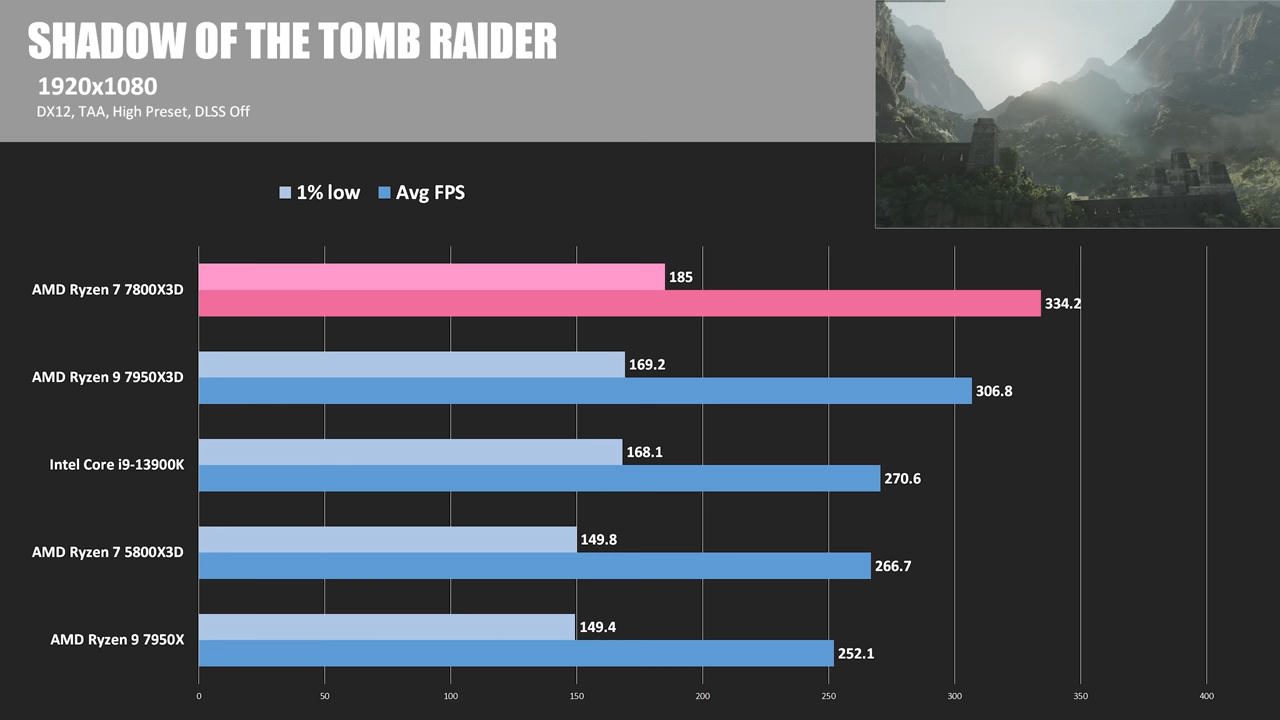 SHADOW OF THE TOMB RAIDER
1920x1080
DX12, TAA, High Preset, DLSS Off
1% low Avg FPS
AMD Ryzen 7 7800X3D
185
334.2
AMD Ryzen 9 7950X3D
169.2
306.8
Intel Core i9-13900K
168.1
270.6
AMD Ryzen 7 5800X3D
149.8
266.7
AMD Ryzen 9 7950X
149.4
252.1
0 50 100 150 200 250 300 350 400